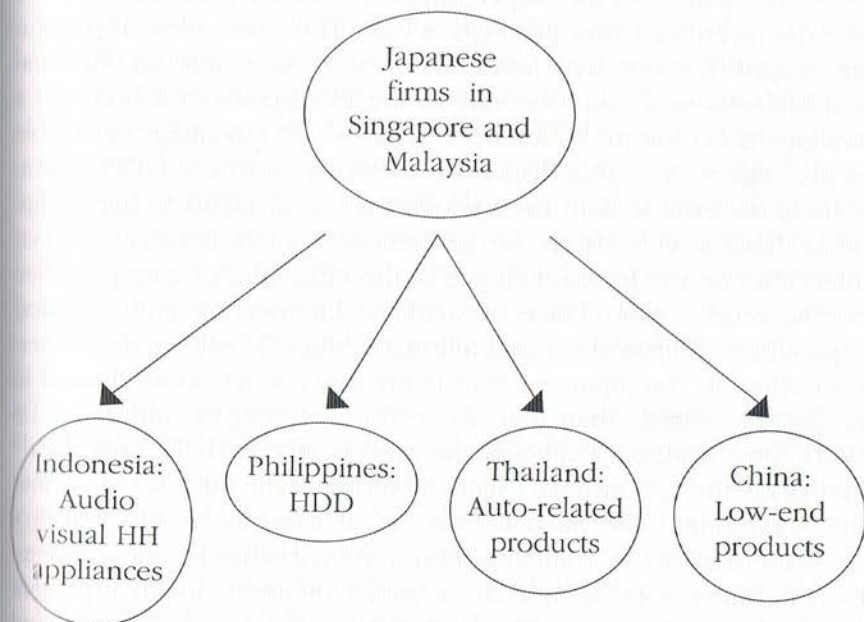 Japanese
firms in
Singapore and
Malaysia
Indonesia:
Audio
visual HH
appliances
Philippines:
HDD
Thailand:
Auto-related
products
China:
Low-end
products